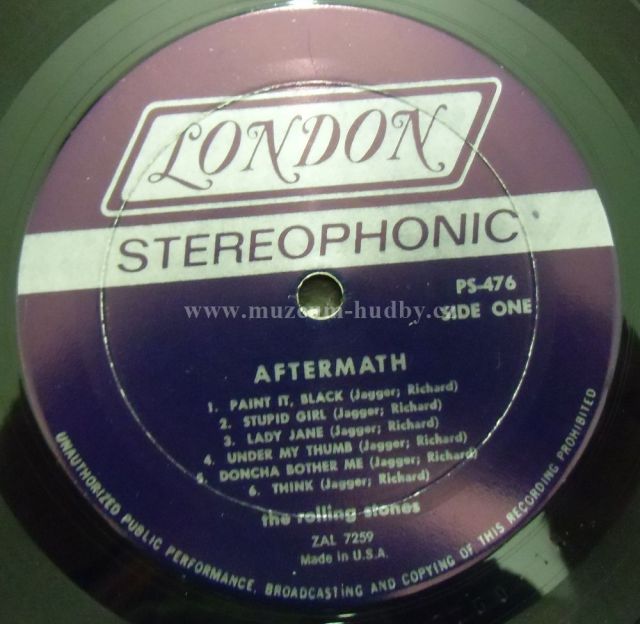 LONDON
STEREOPHONIC
PS-476
SIDE ONE
www.muzeum-hudby.cz
AFTERMATH
1. PAINT IT, BLACK (Jagger; Richard)
2. STUPID GIRL (Jagger; Richard)
3. LADY JANE (Jagger; Richard)
4. UNDER MY THUMB (Jagger; Richard)
5. DONCHA BOTHER ME (Jagger; Richard)
6. THINK (Jagger; Richard)
the rolling stones
ZAL 7259
Made in U.S.A.
UNAUTHORIZED PUBLIC PERFORMANCE, BROADCASTING AND COPYING OF THIS RECORDING PROHIBITED